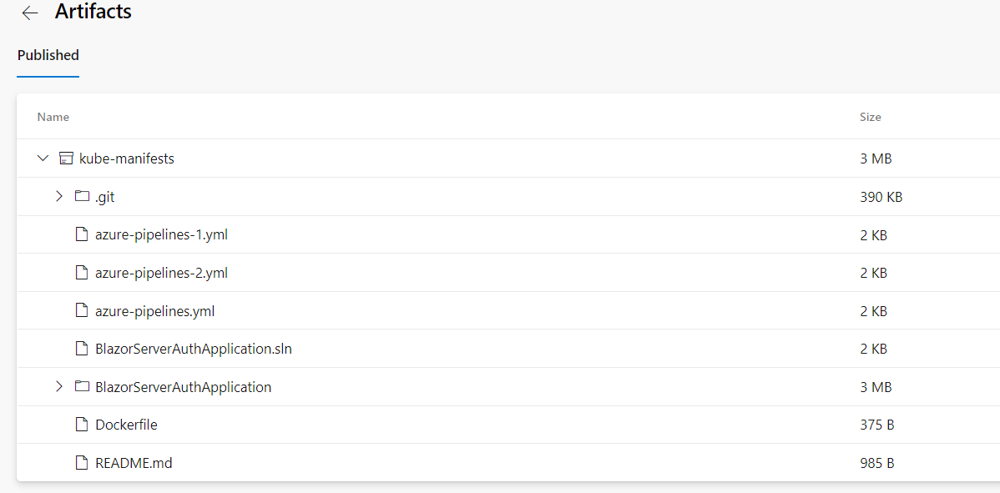 Artifacts
Published
Name Size
kube-manifests 3 MB
.git 390 KB
azure-pipelines-1.yml 2 KB
azure-pipelines-2.yml 2 KB
azure-pipelines.yml 2 KB
BlazorServerAuthApplication.sln 2 KB
BlazorServerAuthApplication 3 MB
Dockerfile 375 B
README.md 985 B